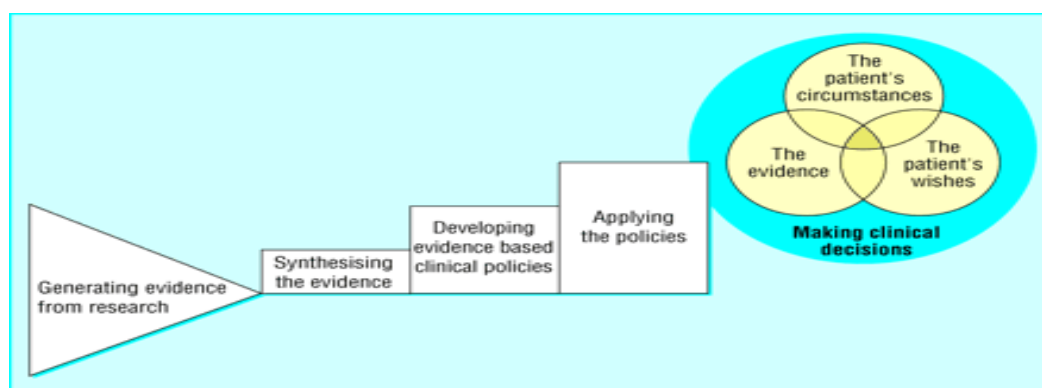 Generating evidence
from research
Synthesising
the evidence
Developing
evidence based
clinical policies
Applying
the policies
The
patient's
circumstances
The
evidence
The
patient's
wishes
Making clinical
decisions